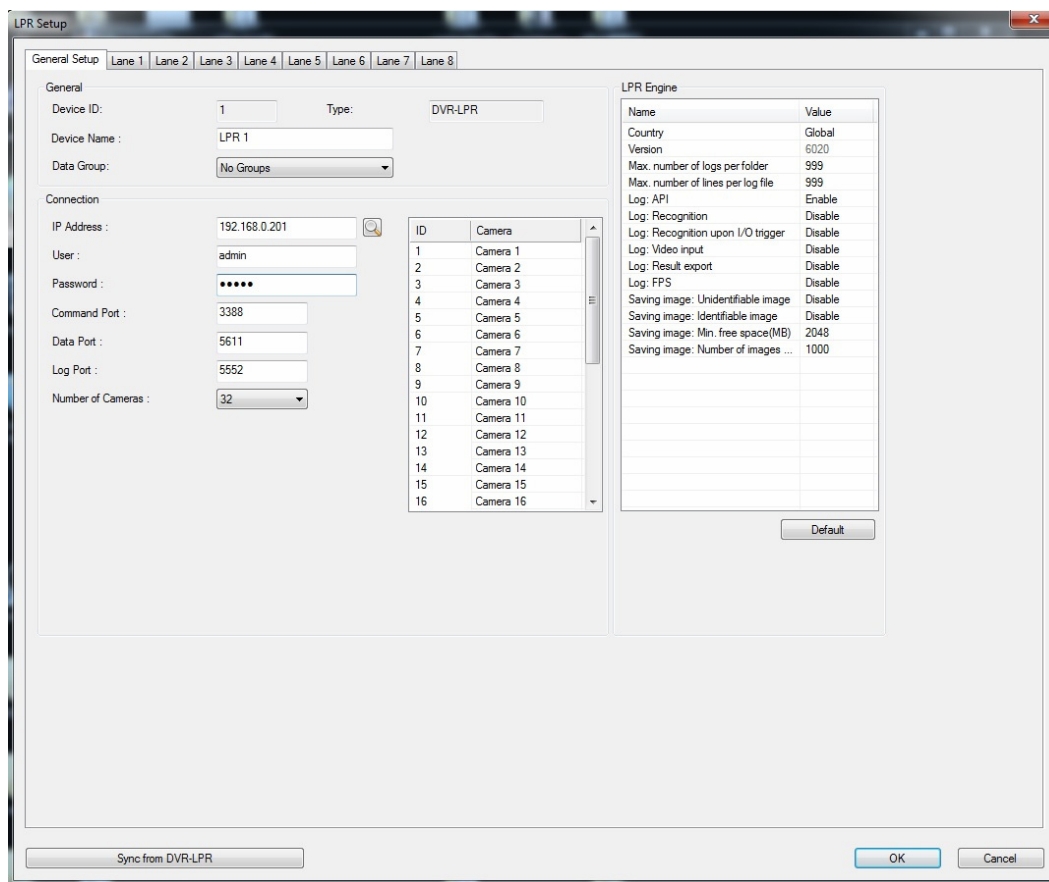 LPR Setup
General Setup Lane 1 Lane 2 Lane 3 Lane 4 Lane 5 Lane 6 Lane 7 Lane 8
General
Device ID: 1 Type: DVR-LPR
Device Name : LPR 1
Data Group: No Groups
Connection
IP Address : 192.168.0.201
User : admin
Password : •••••
Command Port : 3388
Data Port : 5611
Log Port : 5552
Number of Cameras : 32
ID Camera
1 Camera 1
2 Camera 2
3 Camera 3
4 Camera 4
5 Camera 5
6 Camera 6
7 Camera 7
8 Camera 8
9 Camera 9
10 Camera 10
11 Camera 11
12 Camera 12
13 Camera 13
14 Camera 14
15 Camera 15
16 Camera 16
LPR Engine
Name Value
Country Global
Version 6020
Max. number of logs per folder 999
Max. number of lines per log file 999
Log: API Enable
Log: Recognition Disable
Log: Recognition upon I/O trigger Disable
Log: Video input Disable
Log: Result export Disable
Log: FPS Disable
Saving image: Unidentifiable image Disable
Saving image: Identifiable image Disable
Saving image: Min. free space(MB) 2048
Saving image: Number of images ... 1000
Default
Sync from DVR-LPR OK Cancel